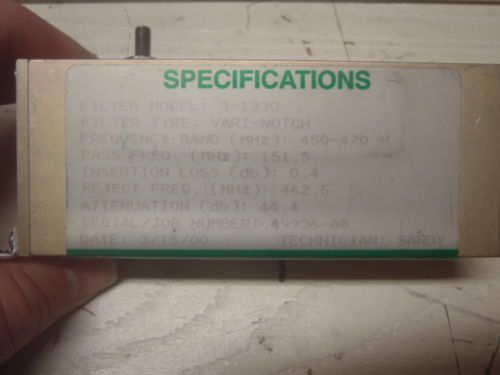 SPECIFICATIONS
FILTER MODEL: 3-1330
FILTER TYPE: VARI-NOTCH
FREQUENCY BAND (MHz): 450-470
PASS FREQ. (MHz): 151.5
INSERTION LOSS (db): 0.4
REJECT FREQ. (MHz): 462.5
ATTENUATION (db): 44.4
SERIAL/JOB NUMBER: 49936-A8
DATE: 3/15/00 TECHNICIAN: SANDY